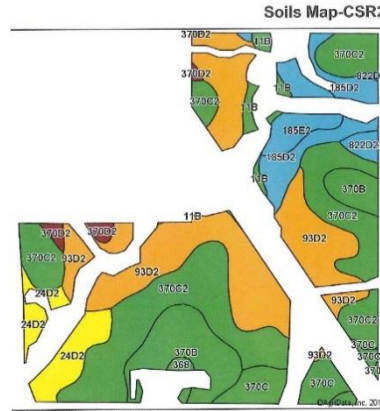 Soils Map-CSR2
370D2
11B
370C2
822D
370D2
11B
185D2
370C2
11B
185E2
822D2
185D2
11B
370B
370C2
11B
93D2
370D2
370D2
370C2
93D2
93D2
24D2
370C2
93D2
370C2
24D2
24D2
370C
370B
93D2
368
370C
370C
©AgriData, Inc. 201